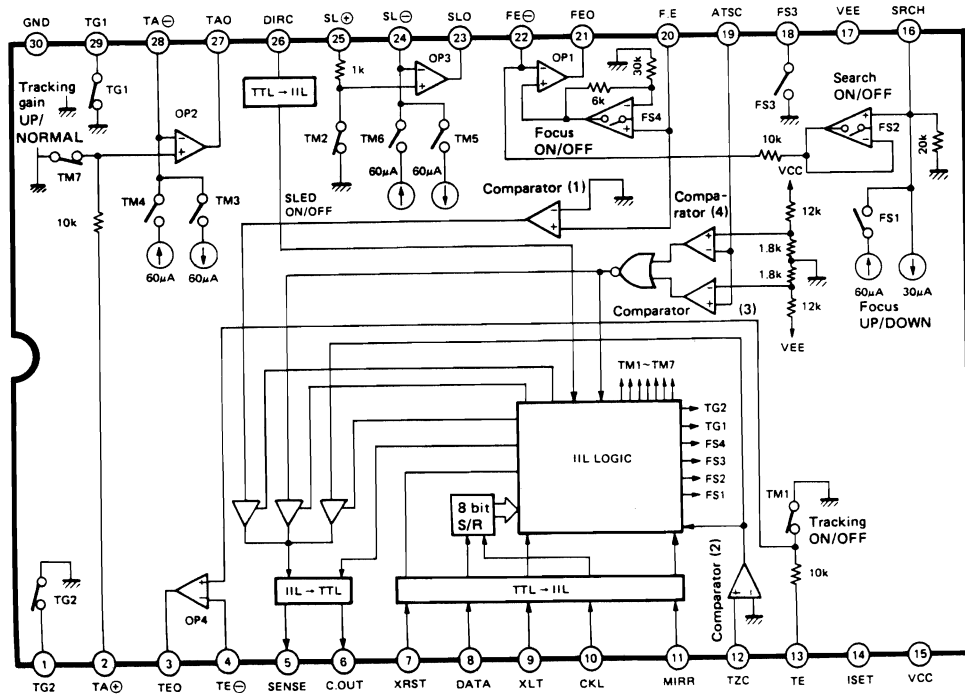 GND TG1 TA⊖ TAO DIRC SL⊕ SL⊖ SLO FE⊖ FEO F.E ATSC FS3 VEE SRCH
30 29 28 27 26 25 24 23 22 21 20 19 18 17 16
Tracking
gain
UP/
NORMAL
TG1
OP2
TTL → IIL
1k
OP3
OP1
30k
6k
FS4
Focus
ON/OFF
FS3
Search
ON/OFF
FS2
20k
10k
VCC
TM7
10k
TM4
TM3
60μA
60μA
SLED
ON/OFF
TM2
TM6
TM5
60μA
60μA
Comparator (1)
Compa-
rator (4)
12k
1.8k
1.8k
12k
VEE
FS1
60μA
30μA
Focus
UP/DOWN
Comparator (3)
TM1~TM7
IIL LOGIC
TG2
TG1
FS4
FS3
FS2
FS1
8 bit
S/R
TM1
Tracking
ON/OFF
10k
Comparator (2)
TG2
OP4
IIL → TTL
TTL → IIL
1 2 3 4 5 6 7 8 9 10 11 12 13 14 15
TG2 TA⊕ TEO TE⊖ SENSE C.OUT XRST DATA XLT CKL MIRR TZC TE ISET VCC